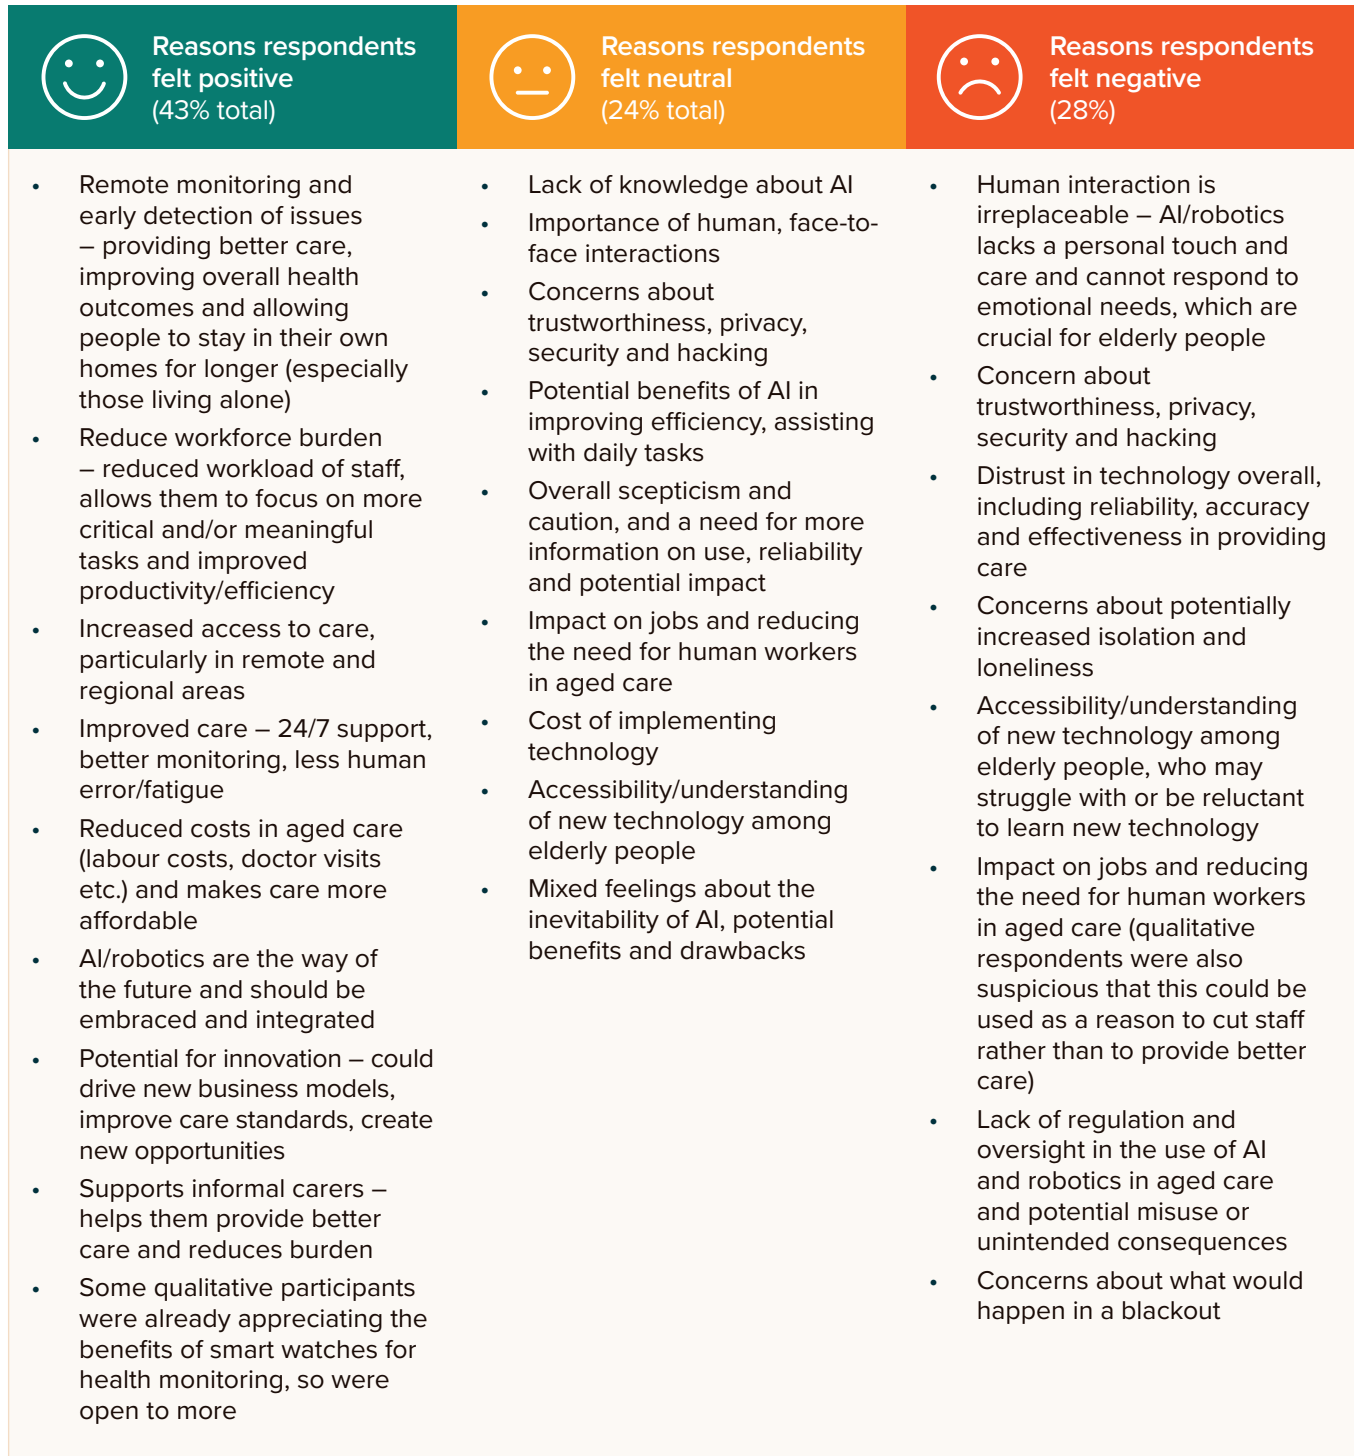 Reasons respondents
felt positive
(43% total)
Reasons respondents
felt neutral
(24% total)
Reasons respondents
felt negative
(28%)
• Remote monitoring and
early detection of issues
– providing better care,
improving overall health
outcomes and allowing
people to stay in their own
homes for longer (especially
those living alone)
• Reduce workforce burden
– reduced workload of staff,
allows them to focus on more
critical and/or meaningful
tasks and improved
productivity/efficiency
• Increased access to care,
particularly in remote and
regional areas
• Improved care – 24/7 support,
better monitoring, less human
error/fatigue
• Reduced costs in aged care
(labour costs, doctor visits
etc.) and makes care more
affordable
• AI/robotics are the way of
the future and should be
embraced and integrated
• Potential for innovation – could
drive new business models,
improve care standards, create
new opportunities
• Supports informal carers –
helps them provide better
care and reduces burden
• Some qualitative participants
were already appreciating the
benefits of smart watches for
health monitoring, so were
open to more
• Lack of knowledge about AI
• Importance of human, face-to-
face interactions
• Concerns about
trustworthiness, privacy,
security and hacking
• Potential benefits of AI in
improving efficiency, assisting
with daily tasks
• Overall scepticism and
caution, and a need for more
information on use, reliability
and potential impact
• Impact on jobs and reducing
the need for human workers
in aged care
• Cost of implementing
technology
• Accessibility/understanding
of new technology among
elderly people
• Mixed feelings about the
inevitability of AI, potential
benefits and drawbacks
• Human interaction is
irreplaceable – AI/robotics
lacks a personal touch and
care and cannot respond to
emotional needs, which are
crucial for elderly people
• Concern about
trustworthiness, privacy,
security and hacking
• Distrust in technology overall,
including reliability, accuracy
and effectiveness in providing
care
• Concerns about potentially
increased isolation and
loneliness
• Accessibility/understanding
of new technology among
elderly people, who may
struggle with or be reluctant
to learn new technology
• Impact on jobs and reducing
the need for human workers
in aged care (qualitative
respondents were also
suspicious that this could be
used as a reason to cut staff
rather than to provide better
care)
• Lack of regulation and
oversight in the use of AI
and robotics in aged care
and potential misuse or
unintended consequences
• Concerns about what would
happen in a blackout